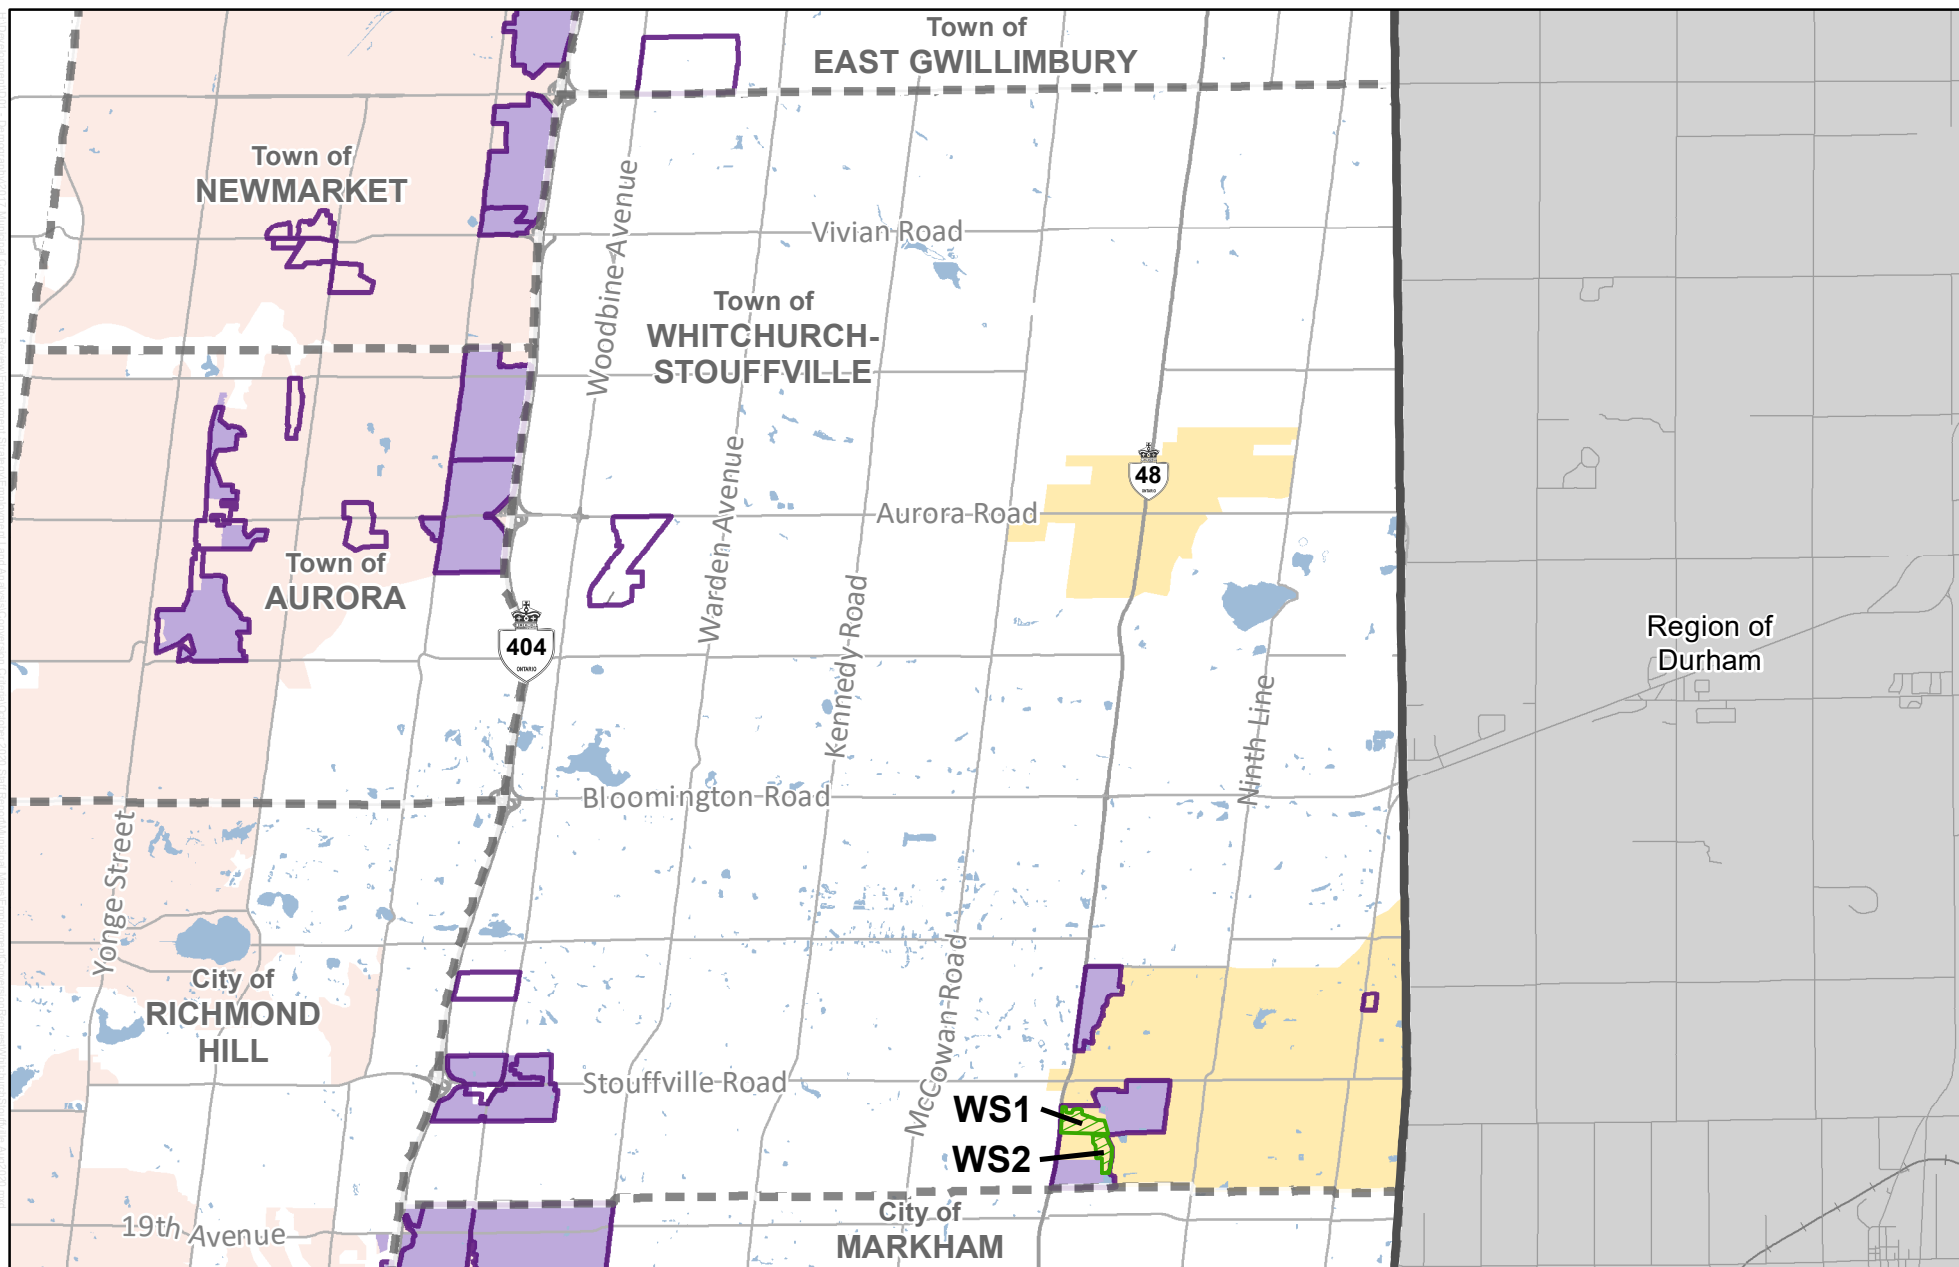 Town of
EAST GWILLIMBURY
Town of
NEWMARKET
Woodbine Avenue
Vivian Road
Town of
WHITCHURCH-
STOUFFVILLE
48
ONTARIO
Warden Avenue
Aurora Road
Town of
AURORA
404
ONTARIO
Kennedy Road
Region of
Durham
Ninth Line
Bloomington Road
Yonge Street
City of
RICHMOND
HILL
McCowan Road
Stouffville Road
WS1
WS2
City of
MARKHAM
19th Avenue